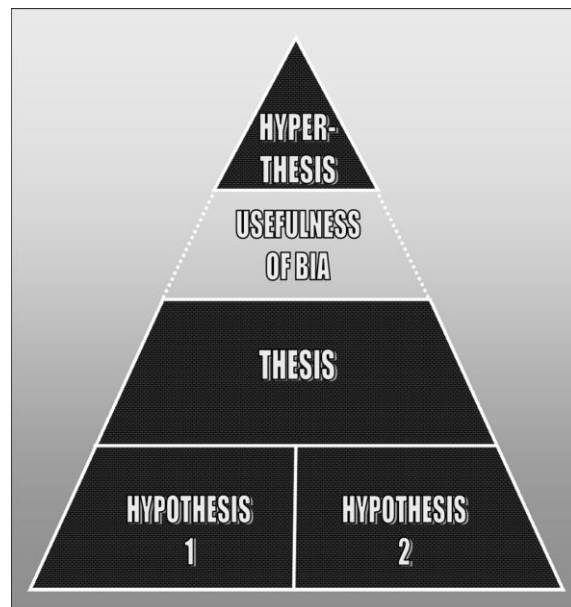 HYPER-
THESIS
USEFULNESS
OF BIA
THESIS
HYPOTHESIS
1
HYPOTHESIS
2